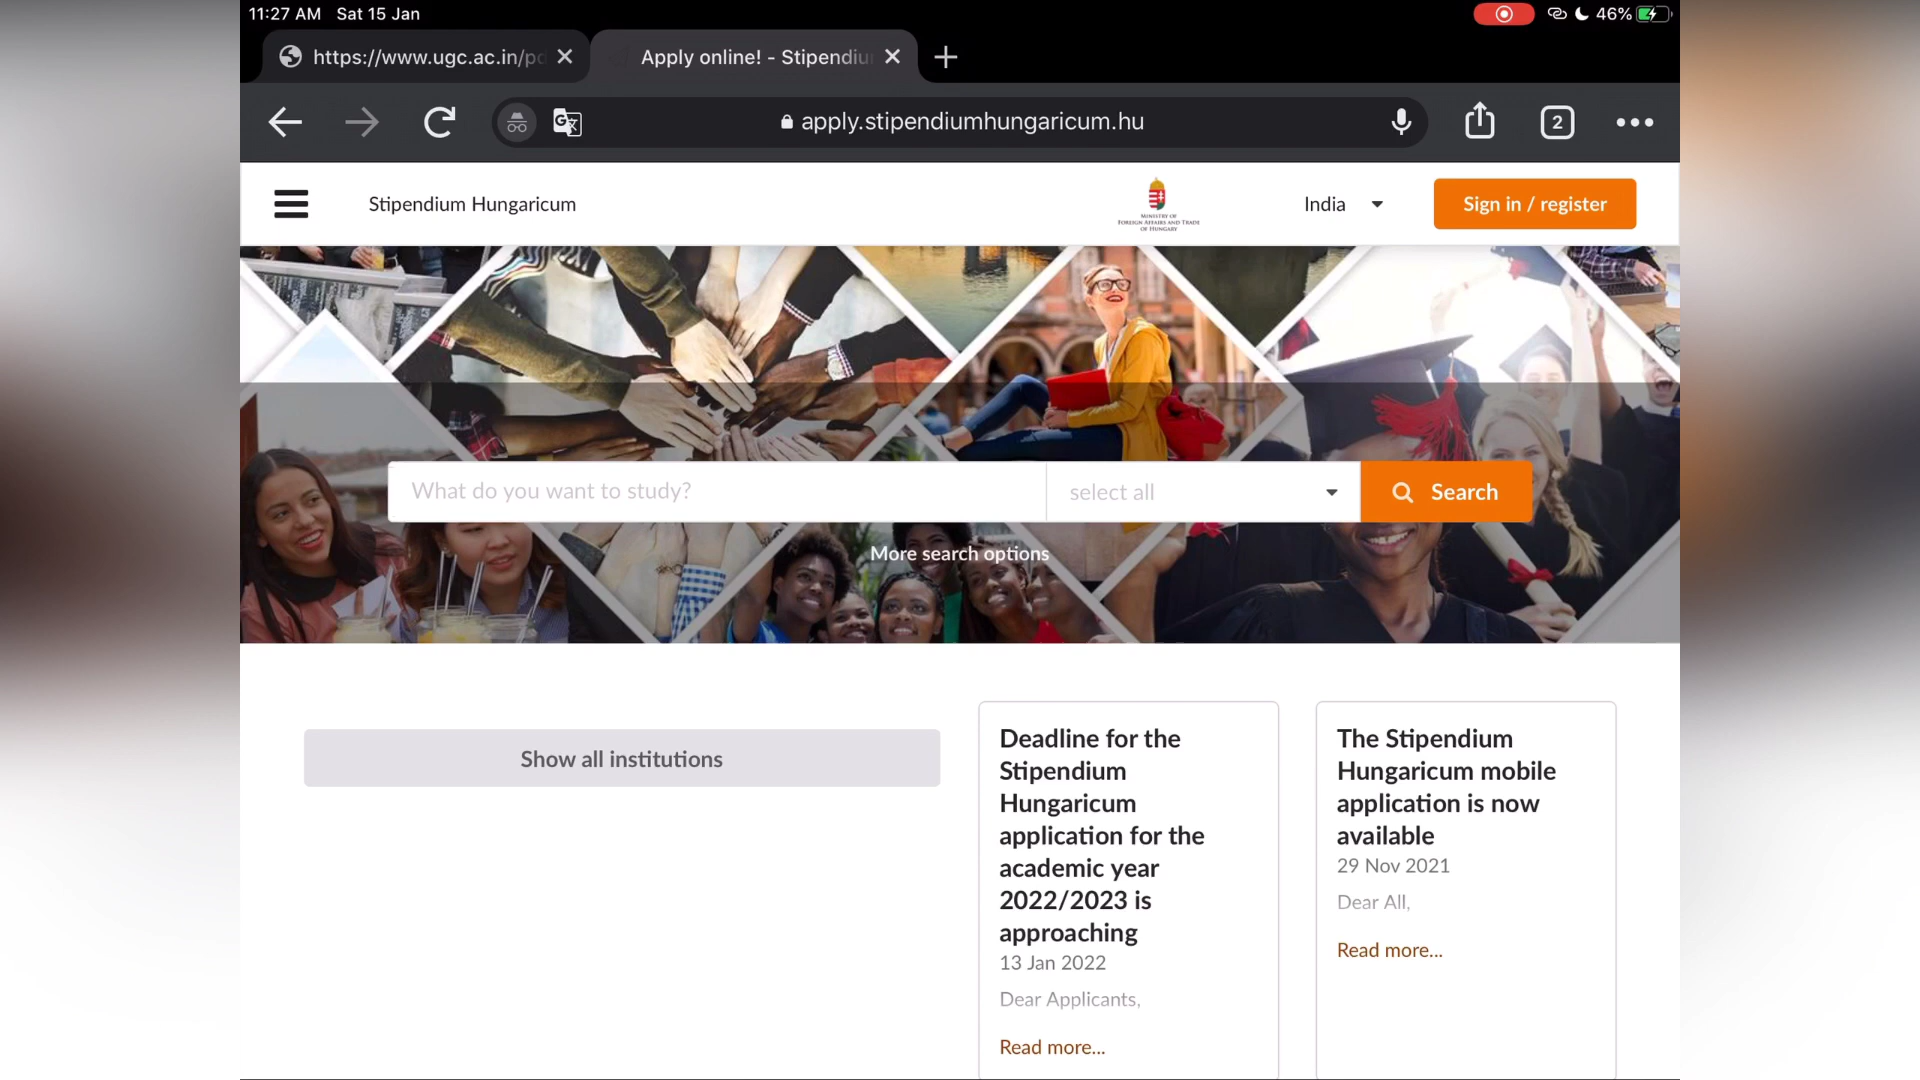 11:27 AM Sat 15 Jan
46%
https://www.ugc.ac.in/pd
Apply online! - Stipendiu
apply.stipendiumhungaricum.hu
2
Stipendium Hungaricum
MINISTRY OF
FOREIGN AFFAIRS AND TRADE
OF HUNGARY
India
Sign in / register
What do you want to study?
select all
Search
More search options
Show all institutions
Deadline for the
Stipendium
Hungaricum
application for the
academic year
2022/2023 is
approaching
13 Jan 2022
Dear Applicants,
Read more...
The Stipendium
Hungaricum mobile
application is now
available
29 Nov 2021
Dear All,
Read more...